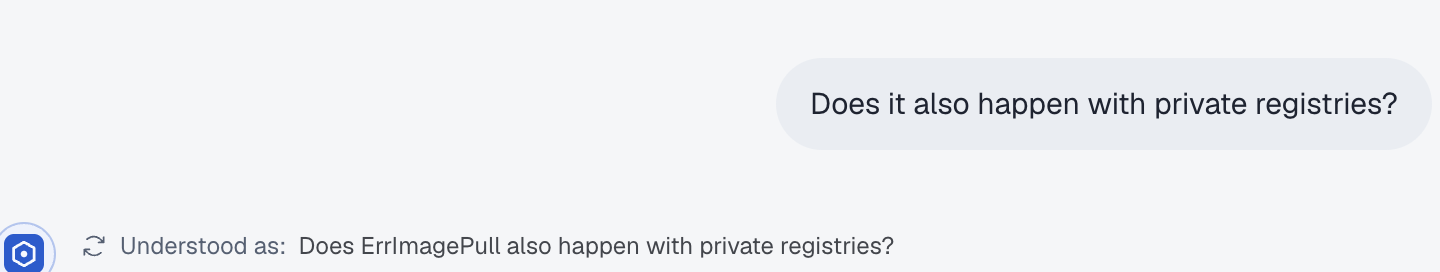 Does it also happen with private registries?
Understood as: Does ErrImagePull also happen with private registries?